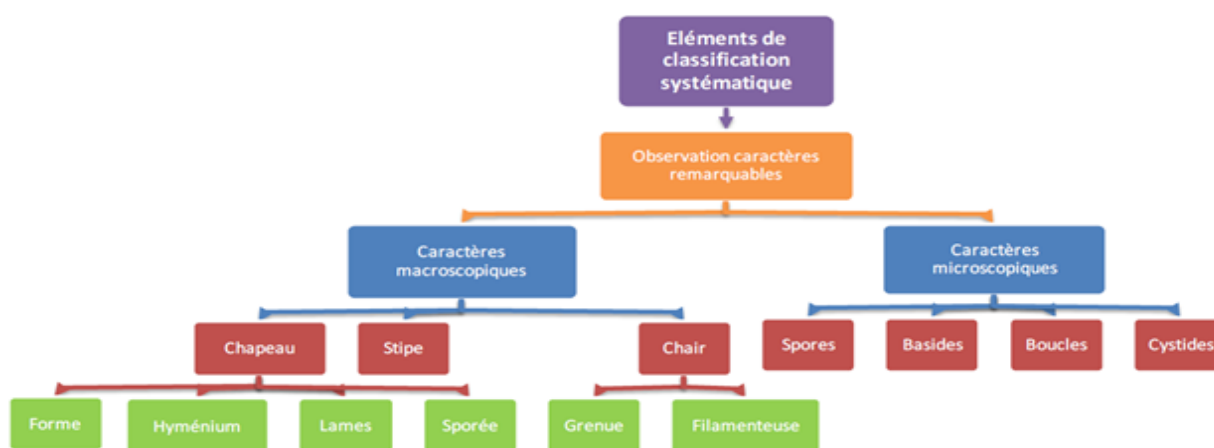 Eléments de
classification
systématique
Observation caractères
remarquables
Caractères
macroscopiques
Caractères
microscopiques
Chapeau
Stipe
Chair
Spores
Basides
Boucles
Cystides
Forme
Hyménium
Lames
Sporée
Grenue
Filamenteuse